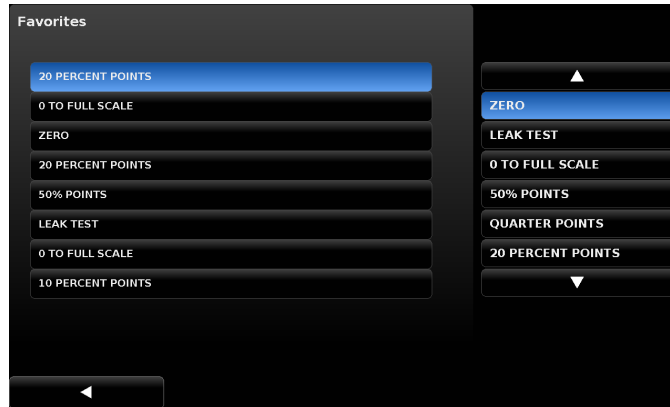 Favorites
20 PERCENT POINTS
0 TO FULL SCALE
ZERO
20 PERCENT POINTS
50% POINTS
LEAK TEST
0 TO FULL SCALE
10 PERCENT POINTS
ZERO
LEAK TEST
0 TO FULL SCALE
50% POINTS
QUARTER POINTS
20 PERCENT POINTS